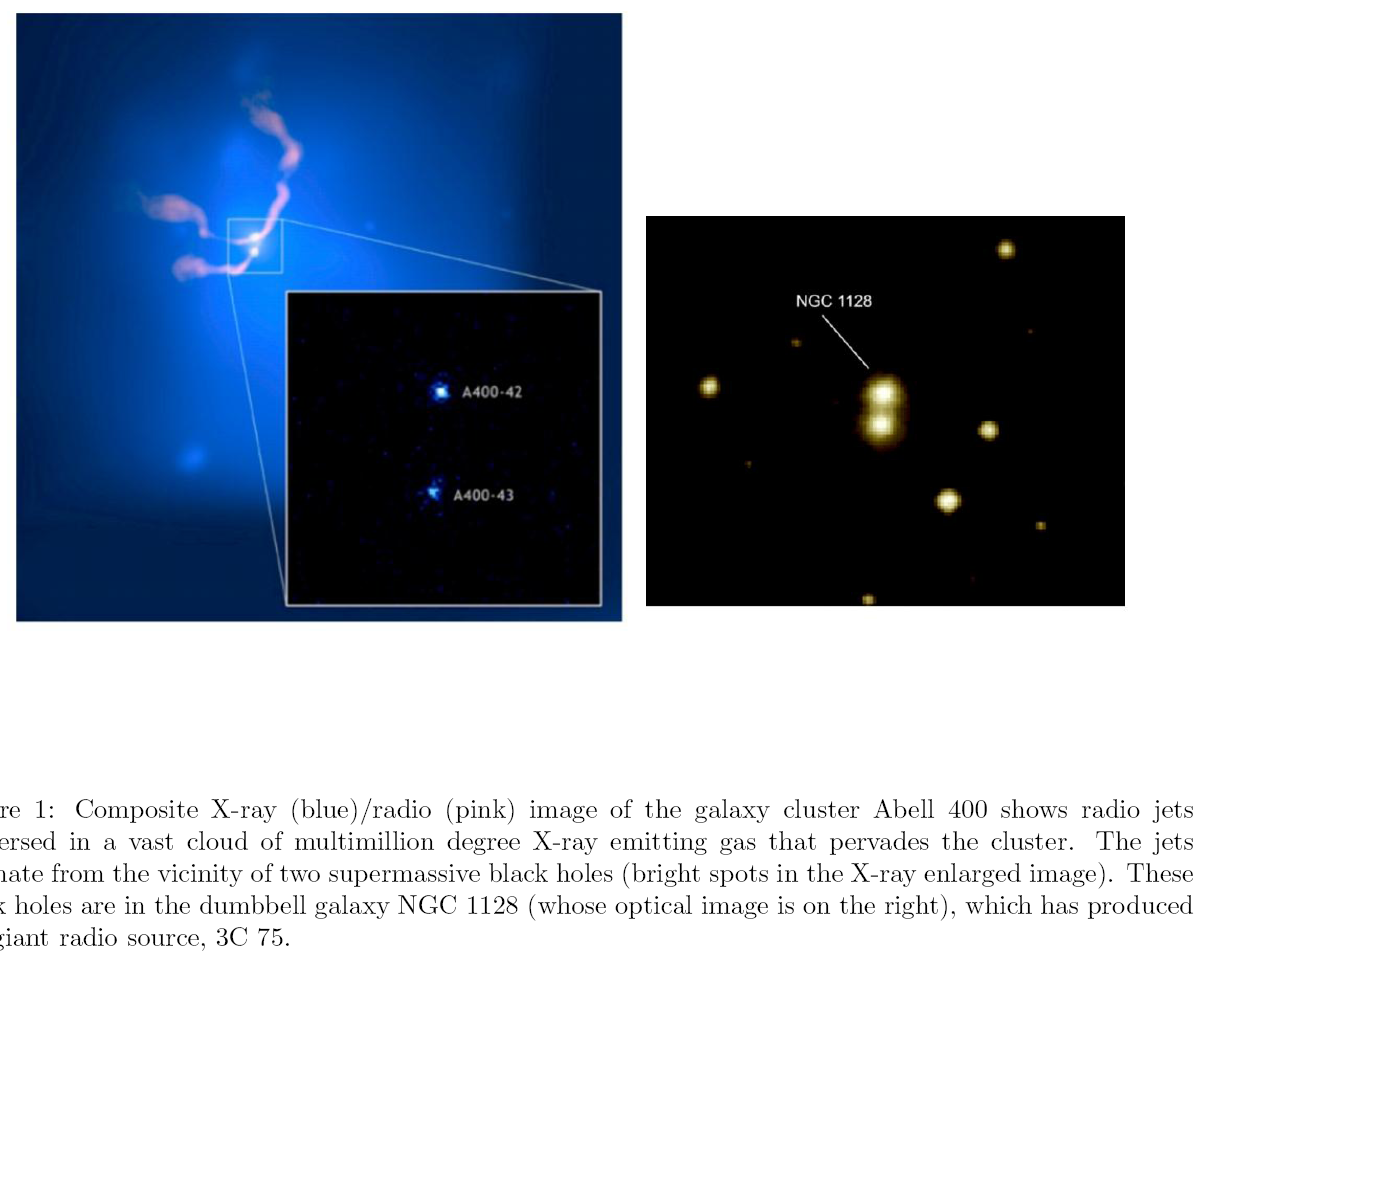 NGC 1128
A400-42
A400-43
re 1: Composite X-ray (blue)/radio (pink) image of the galaxy cluster Abell 400 shows radio jets
ersed in a vast cloud of multimillion degree X-ray emitting gas that pervades the cluster. The jets
nate from the vicinity of two supermassive black holes (bright spots in the X-ray enlarged image). These
k holes are in the dumbbell galaxy NGC 1128 (whose optical image is on the right), which has produced
giant radio source, 3C 75.